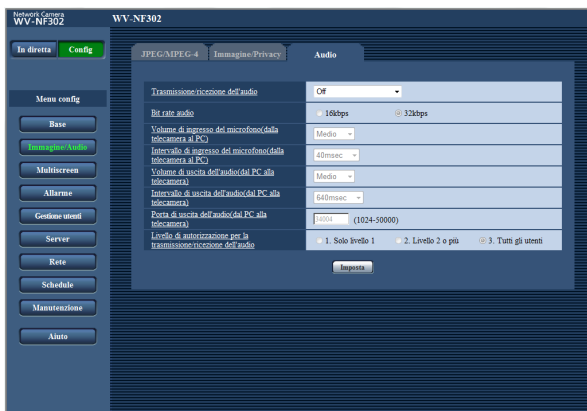 Network Camera
WV-NF302
WV-NF302
In diretta
Config
JPEG/MPEG-4
Immagine/Privacy
Audio
Menu config
Base
Immagine/Audio
Multiscreen
Allarme
Gestione utenti
Server
Rete
Schedule
Manutenzione
Aiuto
Trasmissione/ricezione dell'audio
Off
Bit rate audio
16kbps
32kbps
Volume di ingresso del microfono(dalla
telecamera al PC)
Medio
Intervallo di ingresso del microfono(dalla
telecamera al PC)
40msec
Volume di uscita dell'audio(dal PC alla
telecamera)
Medio
Intervallo di uscita dell'audio(dal PC alla
telecamera)
640msec
Porta di uscita dell'audio(dal PC alla
telecamera)
34004
(1024-50000)
Livello di autorizzazione per la
trasmissione/ricezione dell'audio
1. Solo livello 1
2. Livello 2 o più
3. Tutti gli utenti
Imposta